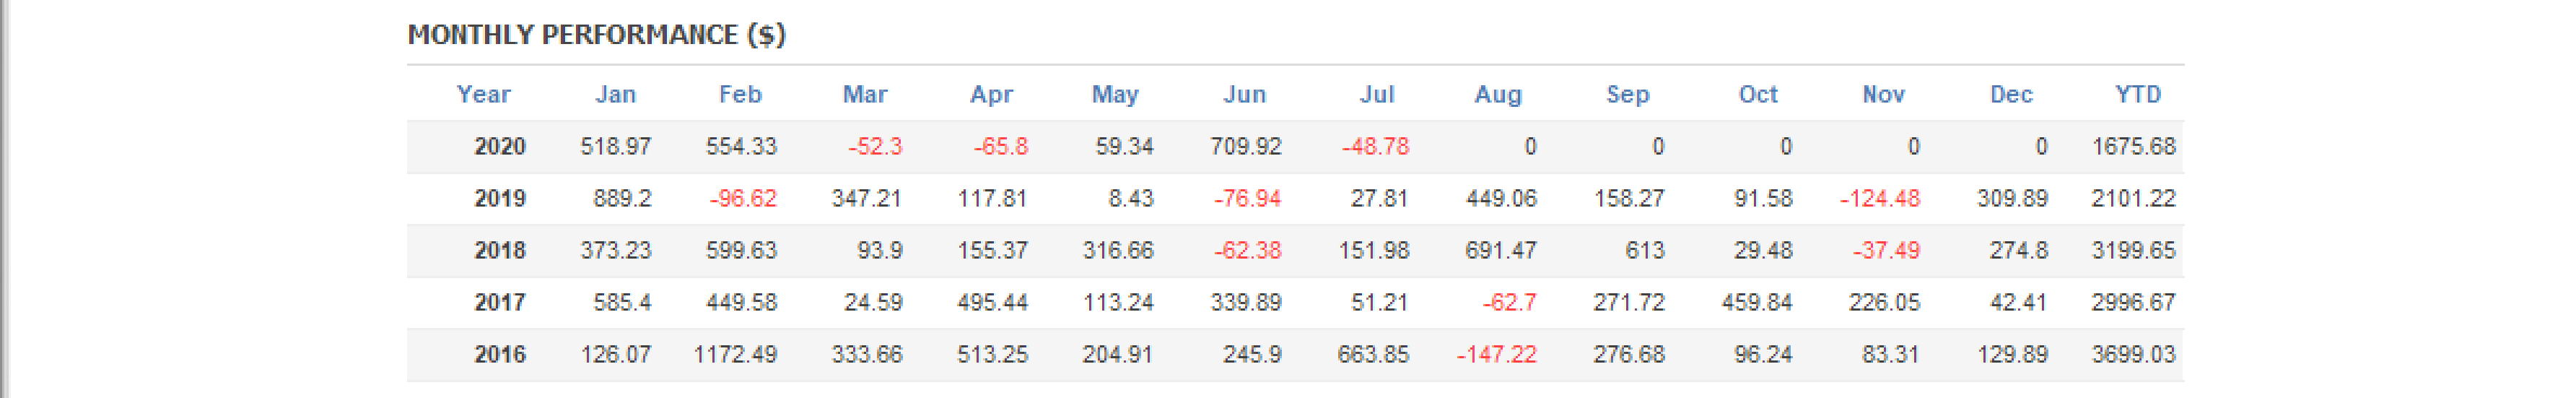 MONTHLY PERFORMANCE ($)
Year Jan Feb Mar Apr May Jun Jul Aug Sep Oct Nov Dec YTD
2020 518.97 554.33 -52.3 -65.8 59.34 709.92 -48.78 0 0 0 0 0 1675.68
2019 889.2 -96.62 347.21 117.81 8.43 -76.94 27.81 449.06 158.27 91.58 -124.48 309.89 2101.22
2018 373.23 599.63 93.9 155.37 316.66 -62.38 151.98 691.47 613 29.48 -37.49 274.8 3199.65
2017 585.4 449.58 24.59 495.44 113.24 339.89 51.21 -62.7 271.72 459.84 226.05 42.41 2996.67
2016 126.07 1172.49 333.66 513.25 204.91 245.9 663.85 -147.22 276.68 96.24 83.31 129.89 3699.03